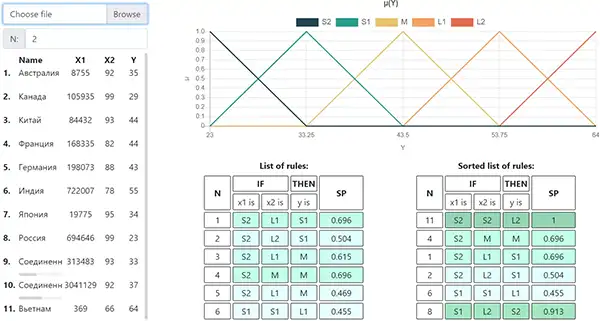 Choose file Browse
N: 2
Name X1 X2 Y
1. Австралия 8755 92 35
2. Канада 105935 99 29
3. Китай 84432 93 44
4. Франция 168335 82 44
5. Германия 198073 88 43
6. Индия 722007 78 55
7. Япония 19775 95 34
8. Россия 694646 99 23
9. Соединенн 313483 93 33
10. Соединенн 3041129 92 37
11. Вьетнам 369 66 64
μ(Y)
S2 S1 M L1 L2
1.0
0.9
0.8
0.7
0.6
0.5
0.4
0.3
0.2
0.1
0
μ
23 33.25 43.5 53.75 64
Y
List of rules:
N IF THEN SP
x1 is x2 is y is
1 S2 L1 S1 0.696
2 S2 L1 S1 0.504
3 S2 L1 M 0.615
4 S2 M M 0.696
5 S2 L1 M 0.469
6 S1 L1 S1 0.455
Sorted list of rules:
N IF THEN SP
x1 is x2 is y is
11 S2 S2 L2 1
4 S2 M M 0.696
1 S2 L1 S1 0.696
2 S2 L2 S1 0.504
6 S1 L2 S1 0.455
8 S1 L2 S2 0.913